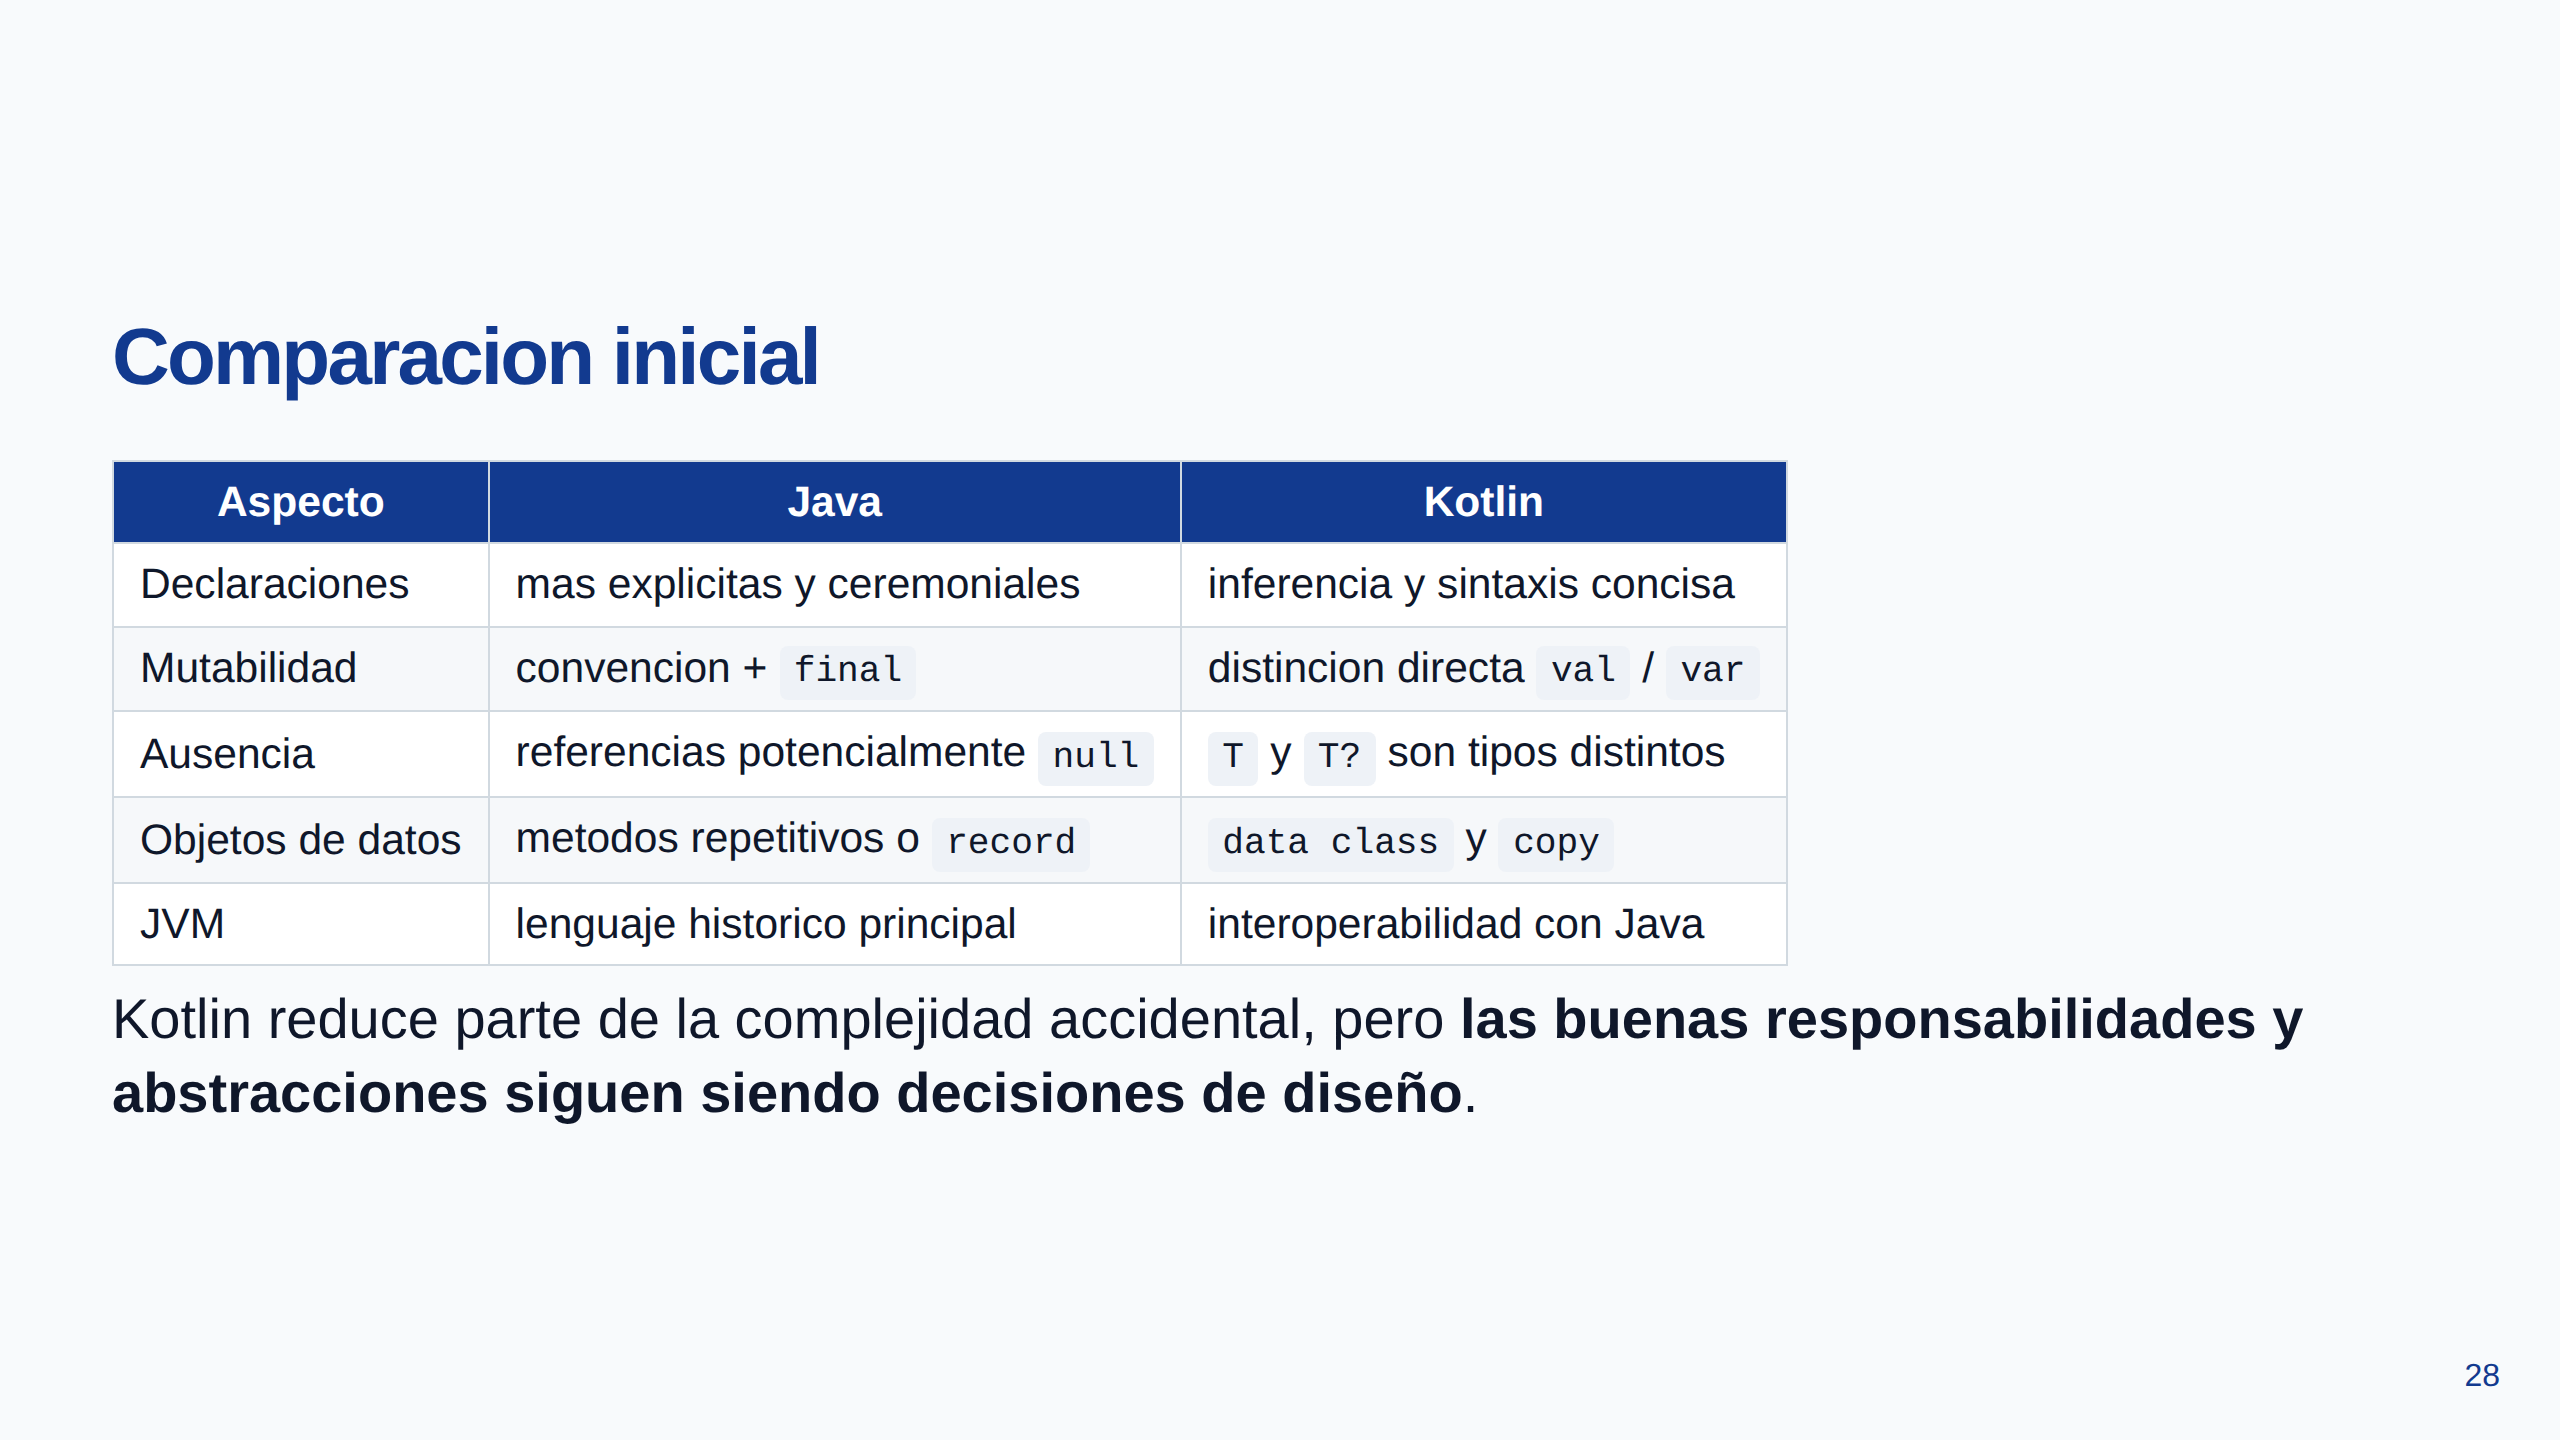 Comparacion inicial
Aspecto Java Kotlin
Declaraciones mas explicitas y ceremoniales inferencia y sintaxis concisa
Mutabilidad convencion + final distincion directa val / var
Ausencia referencias potencialmente null T y T? son tipos distintos
Objetos de datos metodos repetitivos o record data class y copy
JVM lenguaje historico principal interoperabilidad con Java
Kotlin reduce parte de la complejidad accidental, pero las buenas responsabilidades y
abstracciones siguen siendo decisiones de diseño.
28